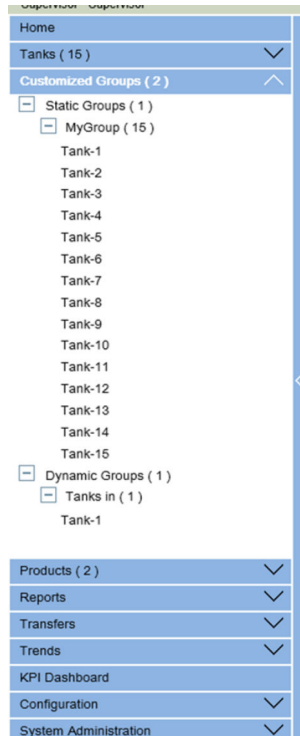 Supervisor - Supervisor
Home
Tanks ( 15 )
Customized Groups ( 2 )
Static Groups ( 1 )
MyGroup ( 15 )
Tank-1
Tank-2
Tank-3
Tank-4
Tank-5
Tank-6
Tank-7
Tank-8
Tank-9
Tank-10
Tank-11
Tank-12
Tank-13
Tank-14
Tank-15
Dynamic Groups ( 1 )
Tanks in ( 1 )
Tank-1
Products ( 2 )
Reports
Transfers
Trends
KPI Dashboard
Configuration
System Administration